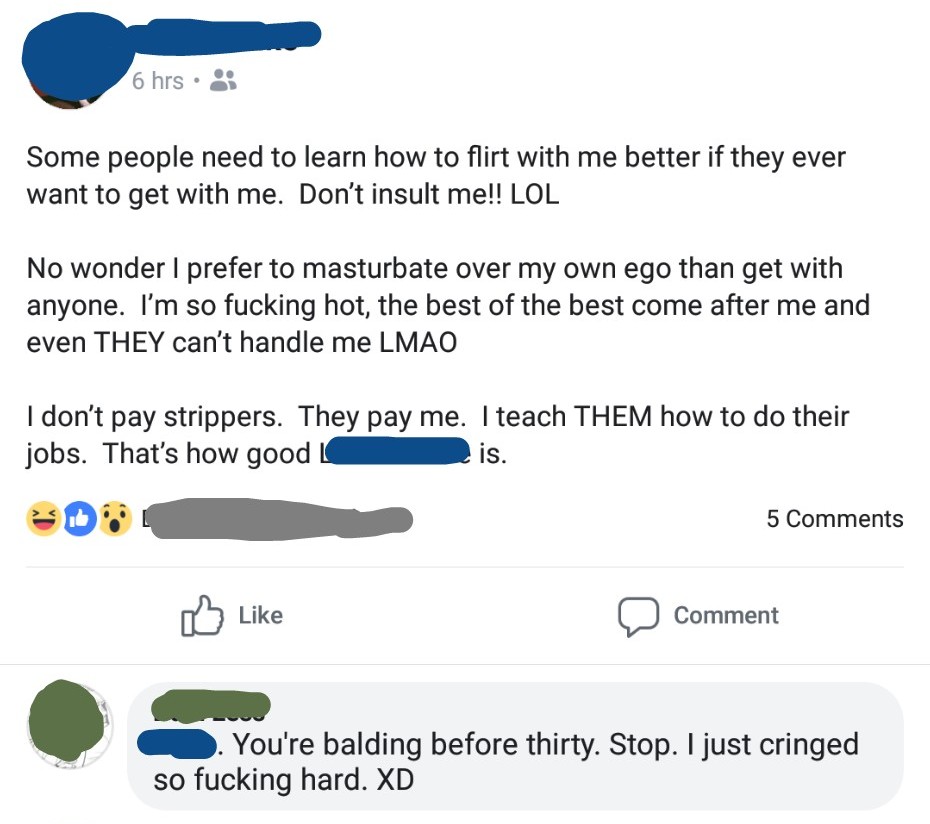 6 hrs ·
Some people need to learn how to flirt with me better if they ever
want to get with me.  Don’t insult me!! LOL
No wonder I prefer to masturbate over my own ego than get with
anyone.  I’m so fucking hot, the best of the best come after me and
even THEY can’t handle me LMAO
I don’t pay strippers.  They pay me.  I teach THEM how to do their
jobs.  That’s how good is.
5 Comments
Like
Comment
. You're balding before thirty. Stop. I just cringed
so fucking hard. XD